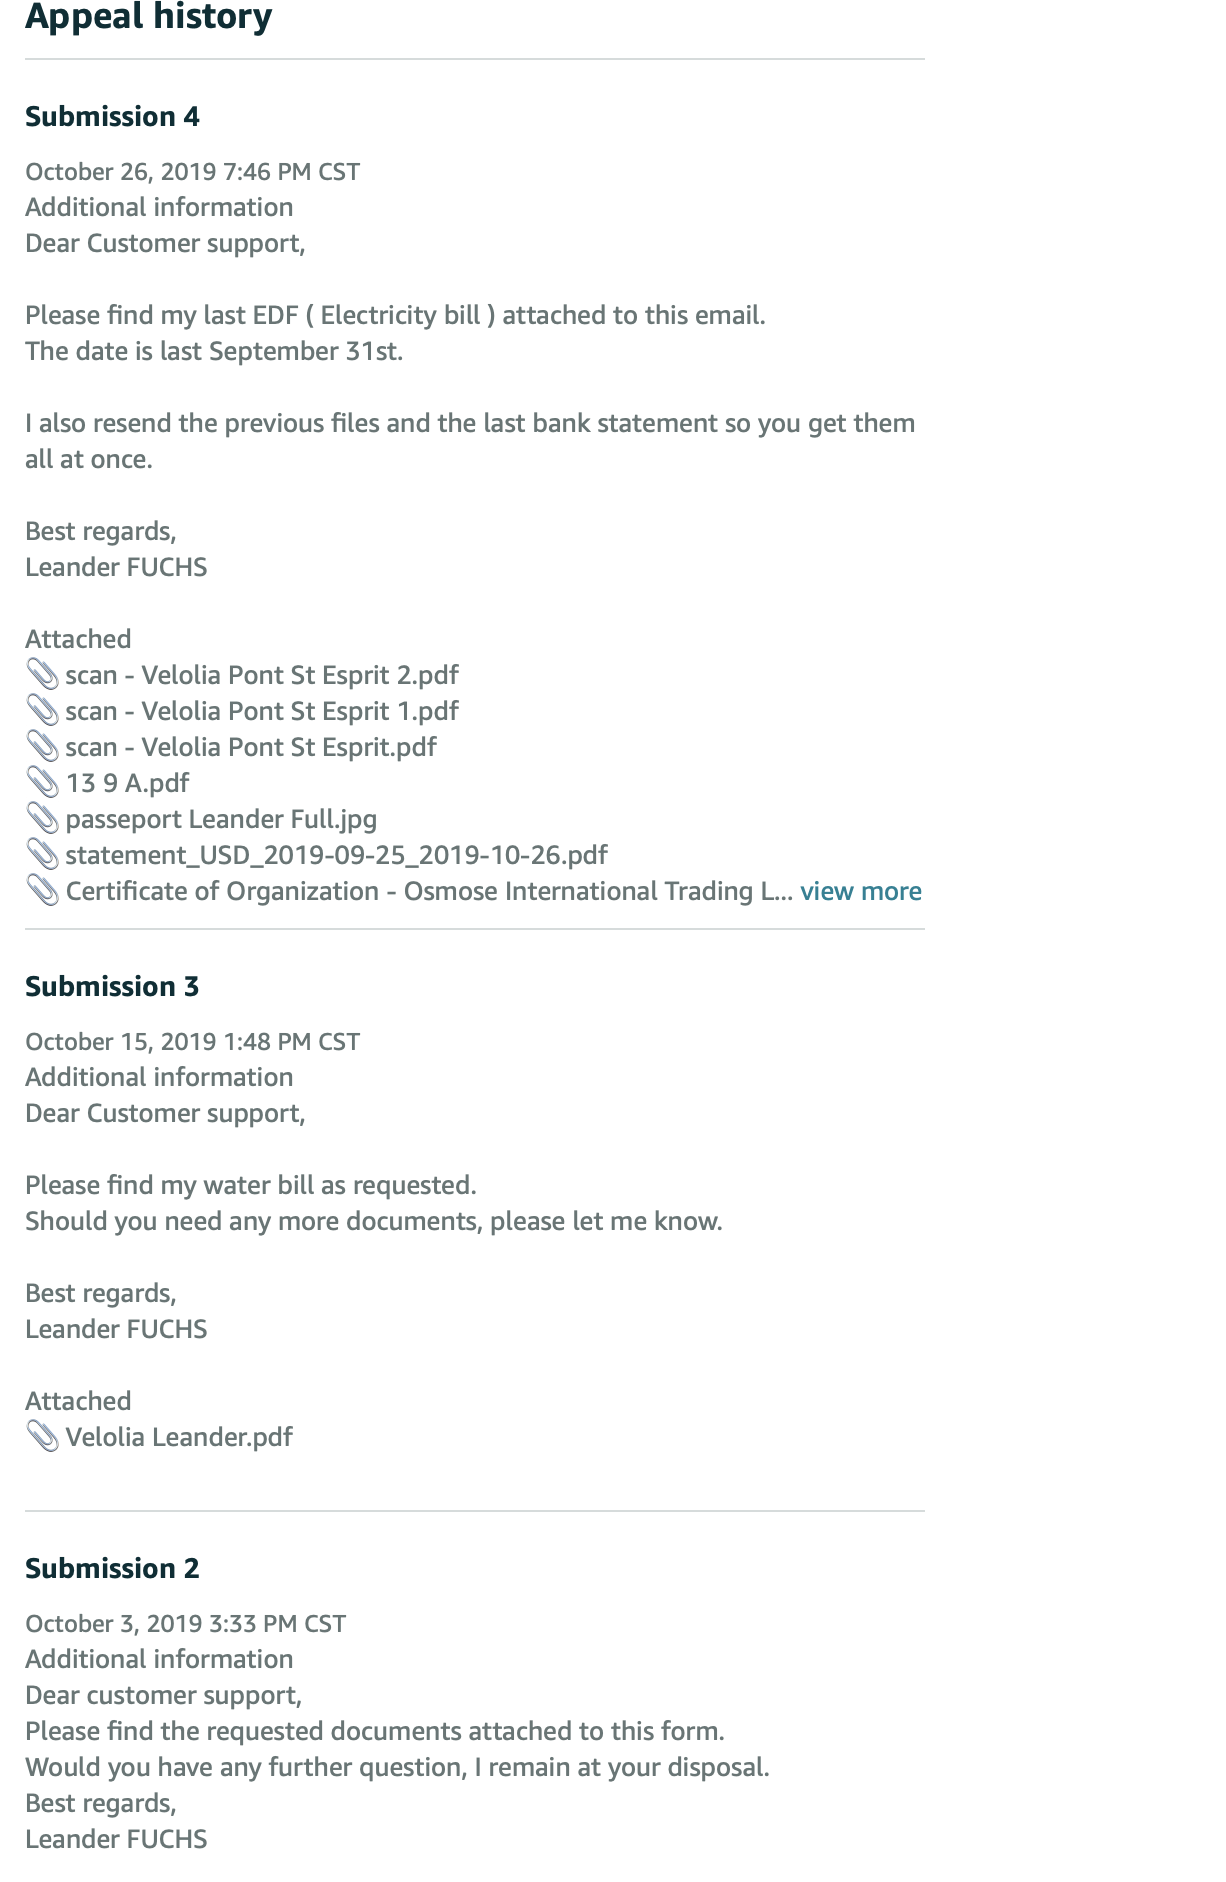 Appeal history
Submission 4
October 26, 2019 7:46 PM CST
Additional information
Dear Customer support,
Please find my last EDF ( Electricity bill ) attached to this email.
The date is last September 31st.
I also resend the previous files and the last bank statement so you get them
all at once.
Best regards,
Leander FUCHS
Attached
scan - Velolia Pont St Esprit 2.pdf
scan - Velolia Pont St Esprit 1.pdf
scan - Velolia Pont St Esprit.pdf
13 9 A.pdf
passeport Leander Full.jpg
statement_USD_2019-09-25_2019-10-26.pdf
Certificate of Organization - Osmose International Trading L... view more
Submission 3
October 15, 2019 1:48 PM CST
Additional information
Dear Customer support,
Please find my water bill as requested.
Should you need any more documents, please let me know.
Best regards,
Leander FUCHS
Attached
Velolia Leander.pdf
Submission 2
October 3, 2019 3:33 PM CST
Additional information
Dear customer support,
Please find the requested documents attached to this form.
Would you have any further question, I remain at your disposal.
Best regards,
Leander FUCHS